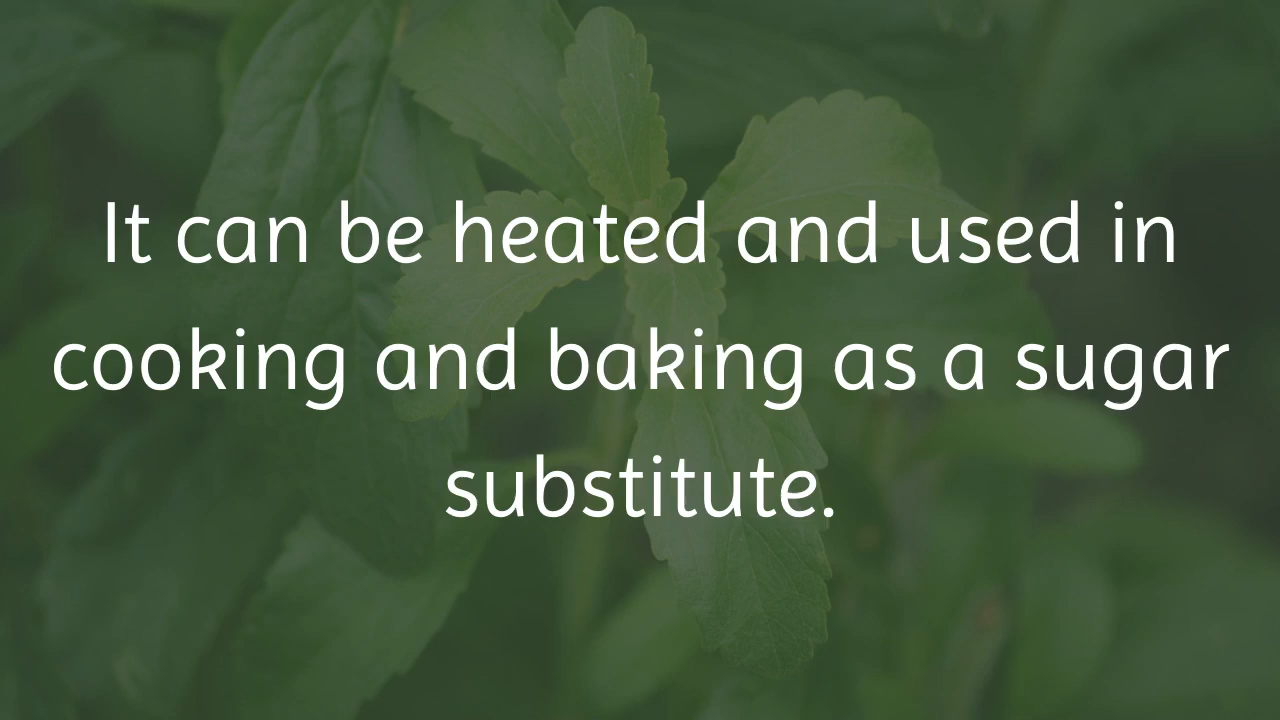 It can be heated and used in
cooking and baking as a sugar
substitute.